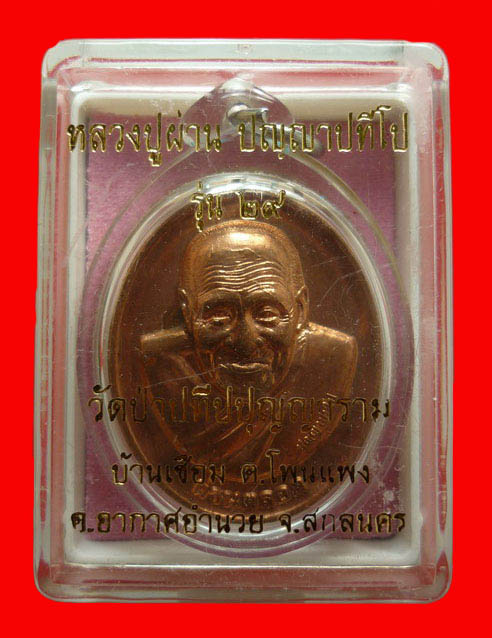 หลวงปู่ผ่าน ปัญญาปทีโป
รุ่น ๒๙
วัดป่าปทีปปุญญาราม
บ้านเซือม ต.โพนแพง
อ.อากาศอำนวย จ.สกลนคร